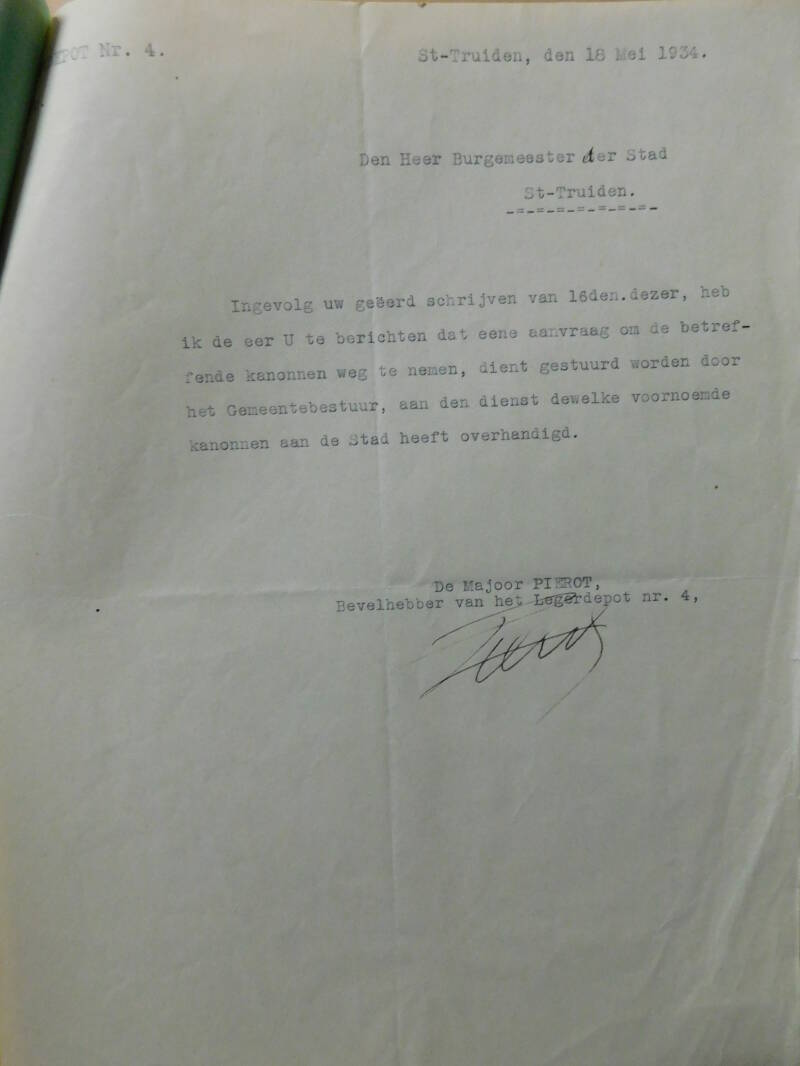 EPOT Nr. 4.
St-Truiden, den 18 Mei 1934.
Den Heer Burgemeester der Stad
St-Truiden.
-=-=-=-=-=-=-=-
Ingevolg uw geëerd schrijven van 16den.dezer, heb
ik de eer U te berichten dat eene aanvraag om de betref-
fende kanonnen weg te nemen, dient gestuurd worden door
het Gemeentebestuur, aan den dienst dewelke voornoemde
kanonnen aan de Stad heeft overhandigd.
De Majoor PIEROT,
Bevelhebber van het Legerdepot nr. 4,
Pierot